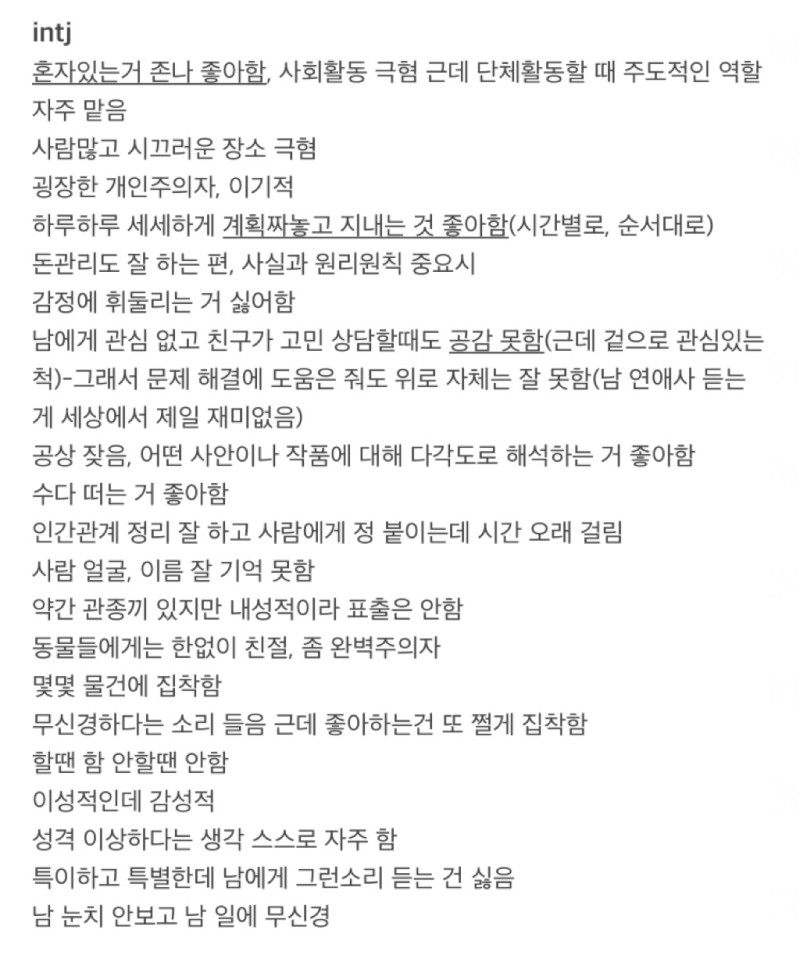 intj
혼자있는거 존나 좋아함, 사회활동 극혐 근데 단체활동할 때 주도적인 역할
자주 맡음
사람많고 시끄러운 장소 극혐
굉장한 개인주의자, 이기적
하루하루 세세하게 계획짜놓고 지내는 것 좋아함(시간별로, 순서대로)
돈관리도 잘 하는 편, 사실과 원리원칙 중요시
감정에 휘둘리는 거 싫어함
남에게 관심 없고 친구가 고민 상담할때도 공감 못함(근데 겉으로 관심있는
척)-그래서 문제 해결에 도움은 줘도 위로 자체는 잘 못함(남 연애사 듣는
게 세상에서 제일 재미없음)
공상 잦음, 어떤 사안이나 작품에 대해 다각도로 해석하는 거 좋아함
수다 떠는 거 좋아함
인간관계 정리 잘 하고 사람에게 정 붙이는데 시간 오래 걸림
사람 얼굴, 이름 잘 기억 못함
약간 관종끼 있지만 내성적이라 표출은 안함
동물들에게는 한없이 친절, 좀 완벽주의자
몇몇 물건에 집착함
무신경하다는 소리 들음 근데 좋아하는건 또 쩔게 집착함
할땐 함 안할땐 안함
이성적인데 감성적
성격 이상하다는 생각 스스로 자주 함
특이하고 특별한데 남에게 그런소리 듣는 건 싫음
남 눈치 안보고 남 일에 무신경